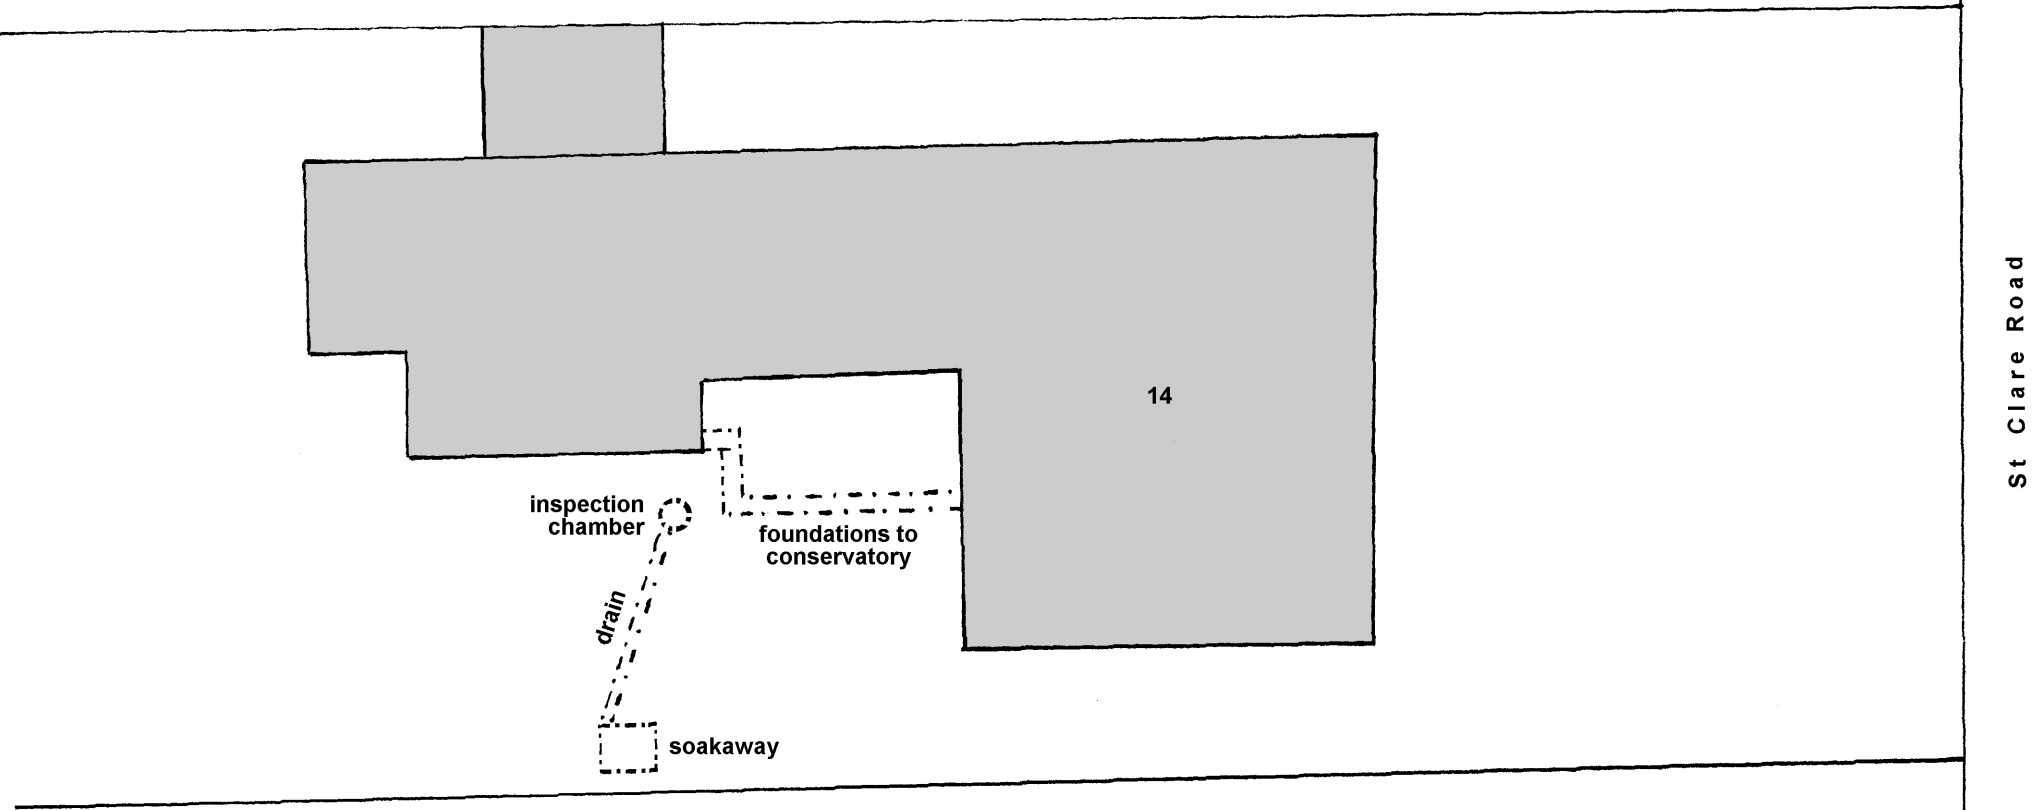 14
inspection
chamber
foundations to
conservatory
drain
soakaway
St Clare Road